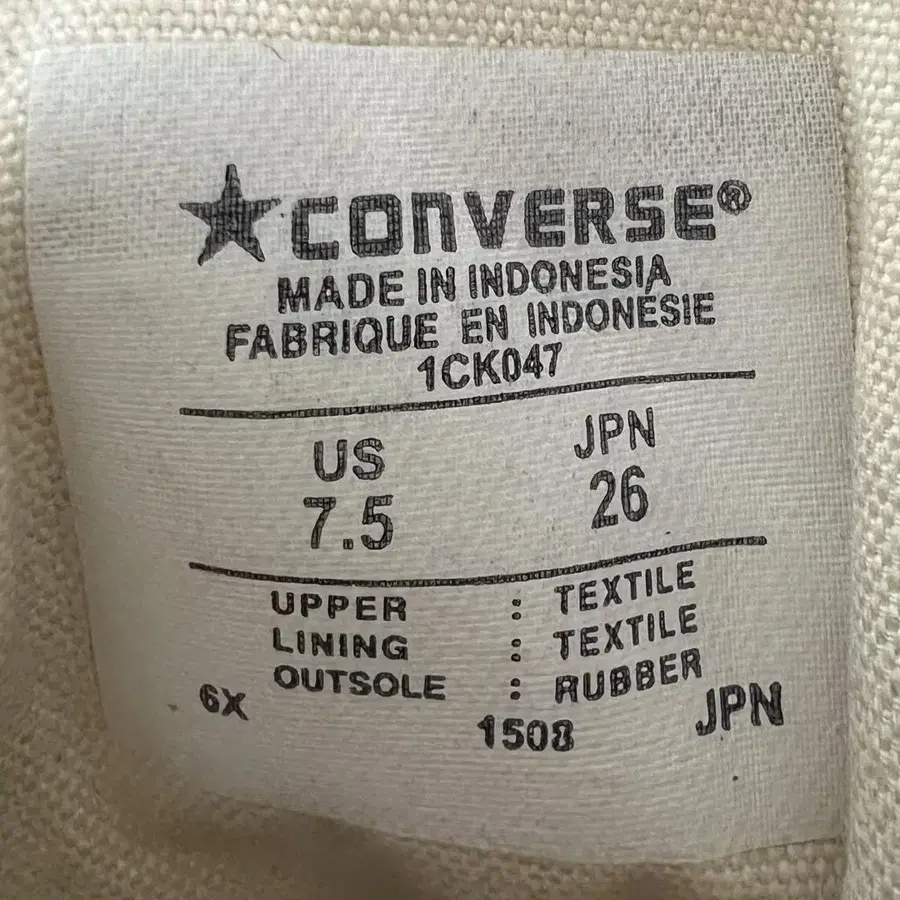 ★CONVERSE®
MADE IN INDONESIA
FABRIQUE EN INDONÉSIE
1CK047
US JPN
7.5 26
UPPER : TEXTILE
LINING : TEXTILE
OUTSOLE : RUBBER
6X 1508 JPN